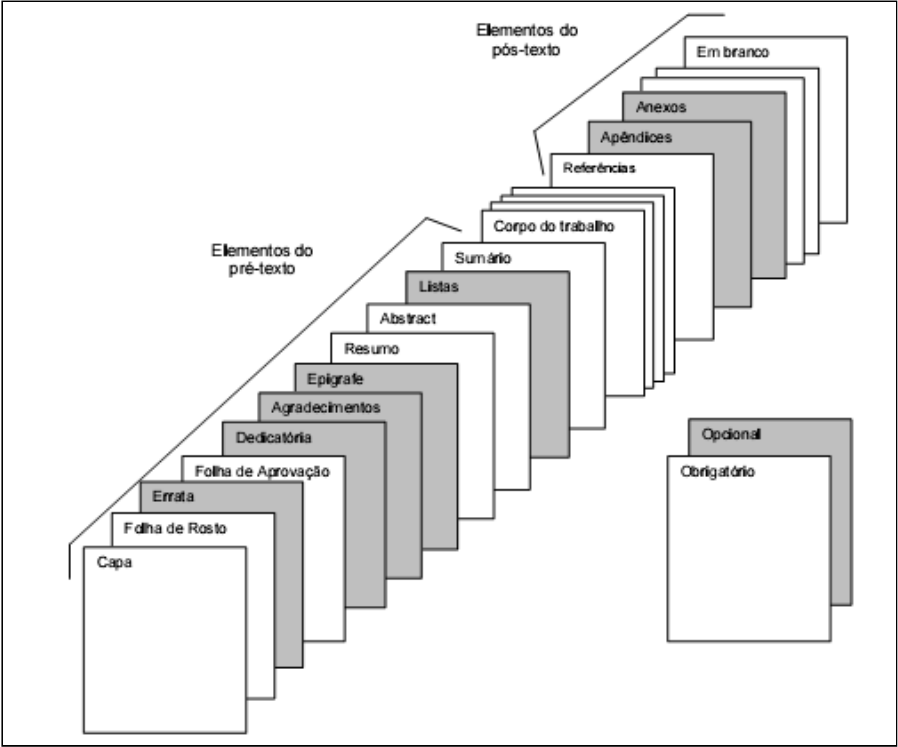 Elementos do
pós-texto
Em branco
Anexos
Apêndices
Referências
Corpo do trabalho
Elementos do
pré-texto
Sumário
Listas
Abstract
Resumo
Epígrafe
Agradecimentos
Dedicatória
Folha de Aprovação
Errata
Folha de Rosto
Capa
Opcional
Obrigatório